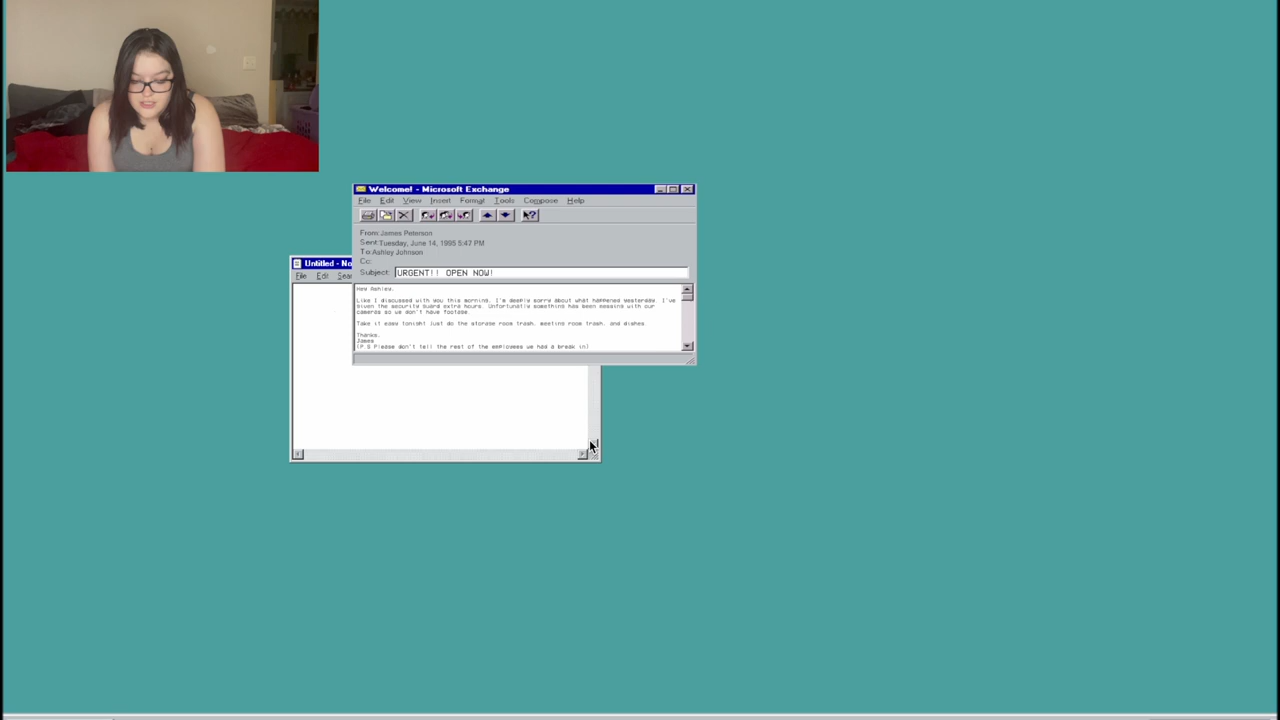 Welcome! - Microsoft Exchange
File Edit View Insert Format Tools Compose Help
From: James Peterson
Sent: Tuesday, June 14, 1995 5:47 PM
To: Ashley Johnson
Cc:
Subject: URGENT!! OPEN NOW!
Hey Ashley,
Like I discussed with you this morning, I'm deeply sorry about what happened yesterday. I've
given the security guard extra hours. Unfortunately something has been messing with our
cameras so we don't have footage.
Take it easy tonight Just do the storage room trash, meeting room trash, and dishes
Thanks,
James
(P.S Please don't tell the rest of the employees we had a break in)
Untitled - No
File Edit Sea